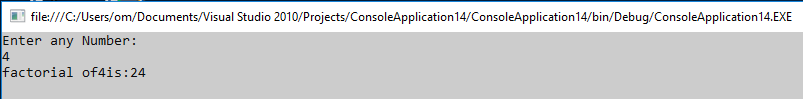 file:///C:/Users/om/Documents/Visual Studio 2010/Projects/ConsoleApplication14/ConsoleApplication14/bin/Debug/ConsoleApplication14.EXE
Enter any Number:
4
factorial of4is:24